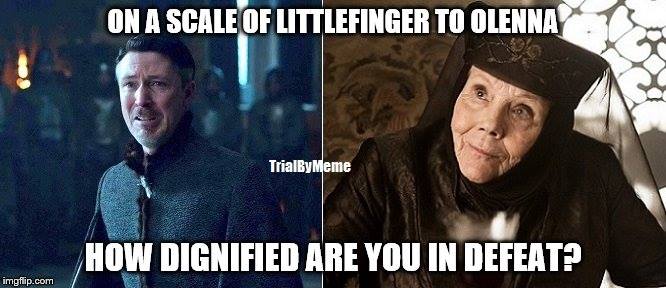 ON A SCALE OF LITTLEFINGER TO OLENNA
TrialByMeme
HOW DIGNIFIED ARE YOU IN DEFEAT?
imgflip.com